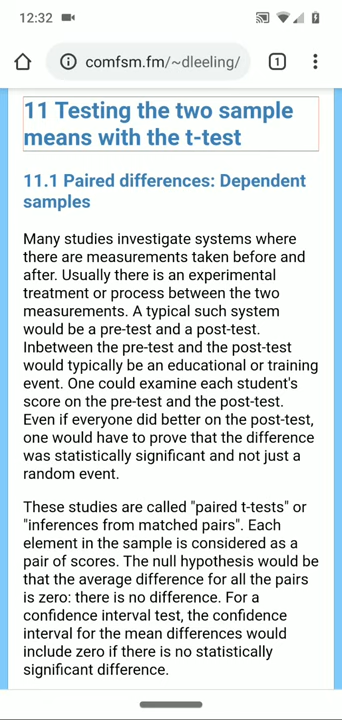 12:32
comfsm.fm/~dleeling/
1
11 Testing the two sample
means with the t-test
11.1 Paired differences: Dependent
samples
Many studies investigate systems where
there are measurements taken before and
after. Usually there is an experimental
treatment or process between the two
measurements. A typical such system
would be a pre-test and a post-test.
Inbetween the pre-test and the post-test
would typically be an educational or training
event. One could examine each student's
score on the pre-test and the post-test.
Even if everyone did better on the post-test,
one would have to prove that the difference
was statistically significant and not just a
random event.
These studies are called "paired t-tests" or
"inferences from matched pairs". Each
element in the sample is considered as a
pair of scores. The null hypothesis would be
that the average difference for all the pairs
is zero: there is no difference. For a
confidence interval test, the confidence
interval for the mean differences would
include zero if there is no statistically
significant difference.